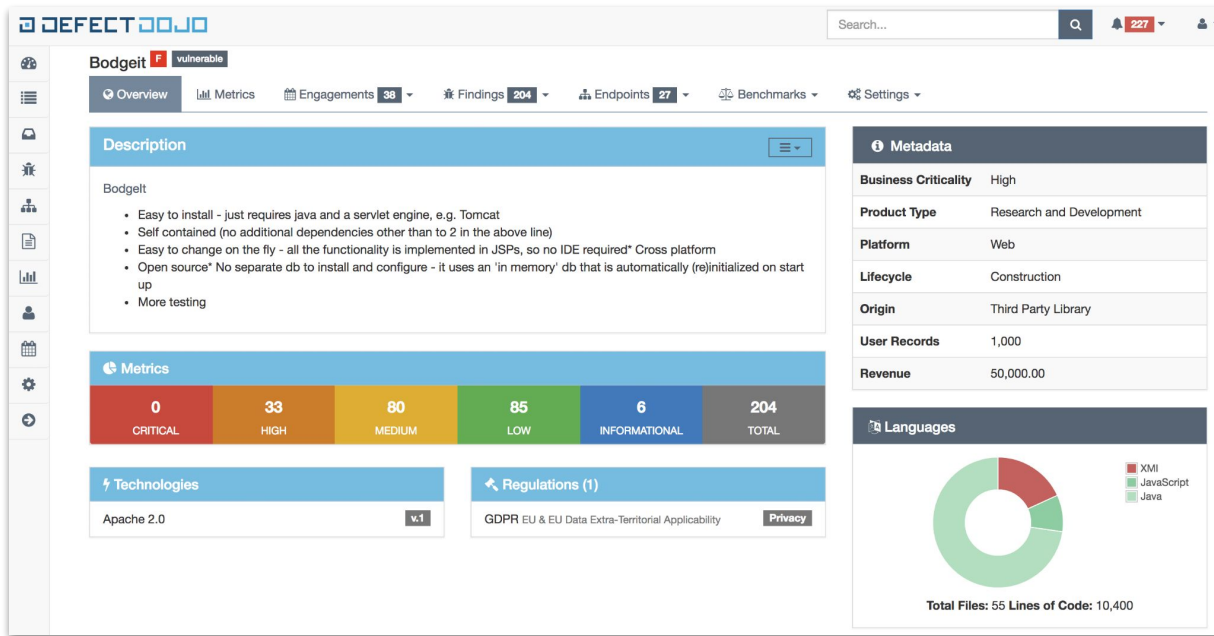 DEFECTDOJO
Search...
227
Bodgeit F vulnerable
Overview Metrics Engagements 38 Findings 204 Endpoints 27 Benchmarks Settings
Description
BodgeIt
• Easy to install - just requires java and a servlet engine, e.g. Tomcat
• Self contained (no additional dependencies other than to 2 in the above line)
• Easy to change on the fly - all the functionality is implemented in JSPs, so no IDE required* Cross platform
• Open source* No separate db to install and configure - it uses an 'in memory' db that is automatically (re)initialized on start
up
• More testing
Metrics
0 33 80 85 6 204
CRITICAL HIGH MEDIUM LOW INFORMATIONAL TOTAL
Technologies
Apache 2.0 v.1
Regulations (1)
GDPR EU & EU Data Extra-Territorial Applicability Privacy
Metadata
Business Criticality High
Product Type Research and Development
Platform Web
Lifecycle Construction
Origin Third Party Library
User Records 1,000
Revenue 50,000.00
Languages
XMl
JavaScript
Java
Total Files: 55 Lines of Code: 10,400